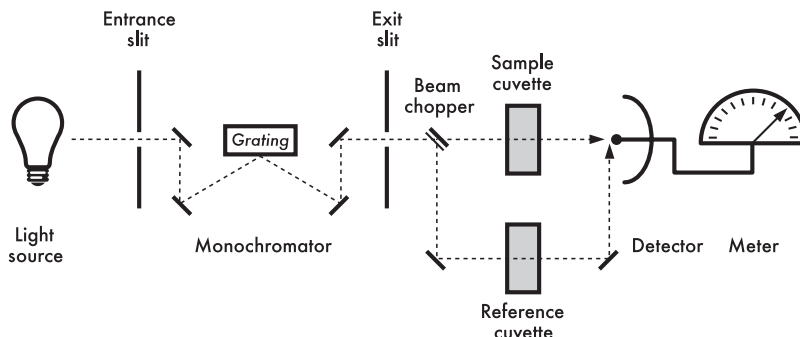 Entrance
slit
Exit
slit
Beam
chopper
Sample
cuvette
Grating
Light
source
Monochromator
Detector
Meter
Reference
cuvette